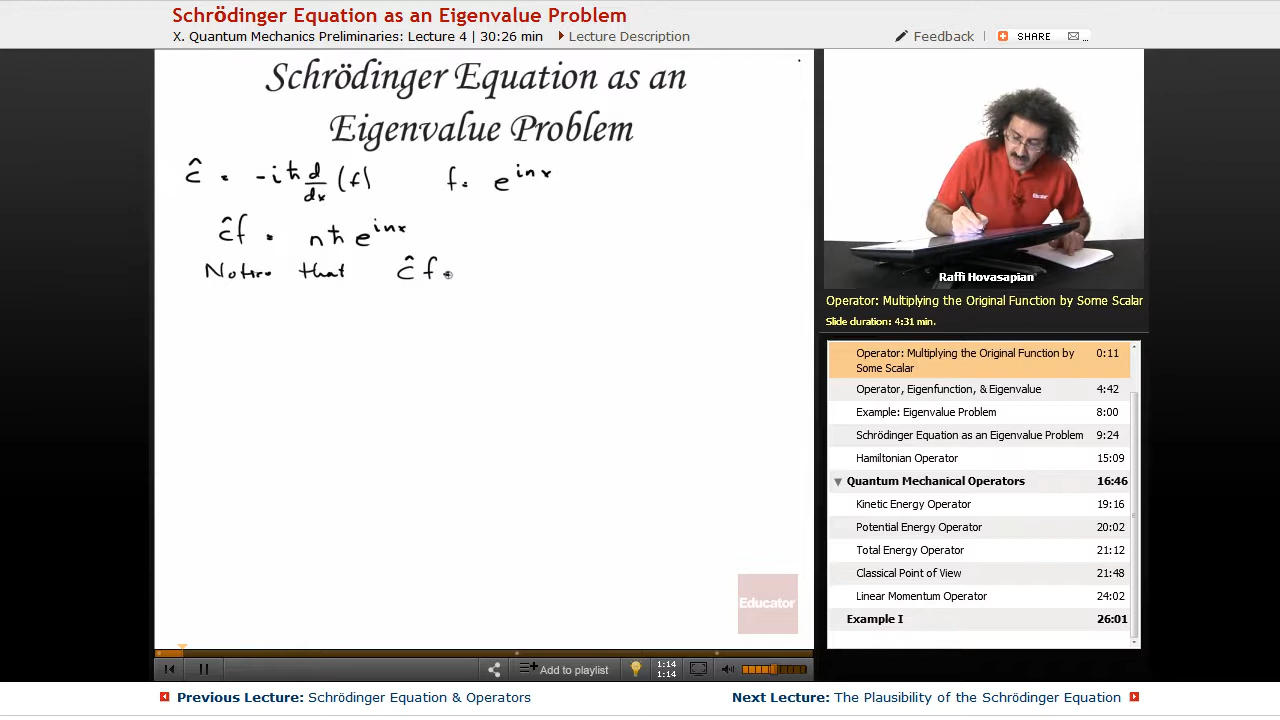 Schrödinger Equation as an Eigenvalue Problem
X. Quantum Mechanics Preliminaries: Lecture 4 | 30:26 min
Lecture Description
Feedback
SHARE
Schrödinger Equation as an
Eigenvalue Problem
ĉ = -iħ d/dx (f) f = e^{inx}
ĉf = nħ e^{inx}
Notice that ĉ f =
Educator
Raffi Hovasapian
Operator: Multiplying the Original Function by Some Scalar
Slide duration: 4:31 min.
Operator: Multiplying the Original Function by 0:11
Some Scalar
Operator, Eigenfunction, & Eigenvalue 4:42
Example: Eigenvalue Problem 8:00
Schrödinger Equation as an Eigenvalue Problem 9:24
Hamiltonian Operator 15:09
Quantum Mechanical Operators 16:46
Kinetic Energy Operator 19:16
Potential Energy Operator 20:02
Total Energy Operator 21:12
Classical Point of View 21:48
Linear Momentum Operator 24:02
Example I 26:01
Add to playlist
1:14
1:14
Previous Lecture: Schrödinger Equation & Operators
Next Lecture: The Plausibility of the Schrödinger Equation